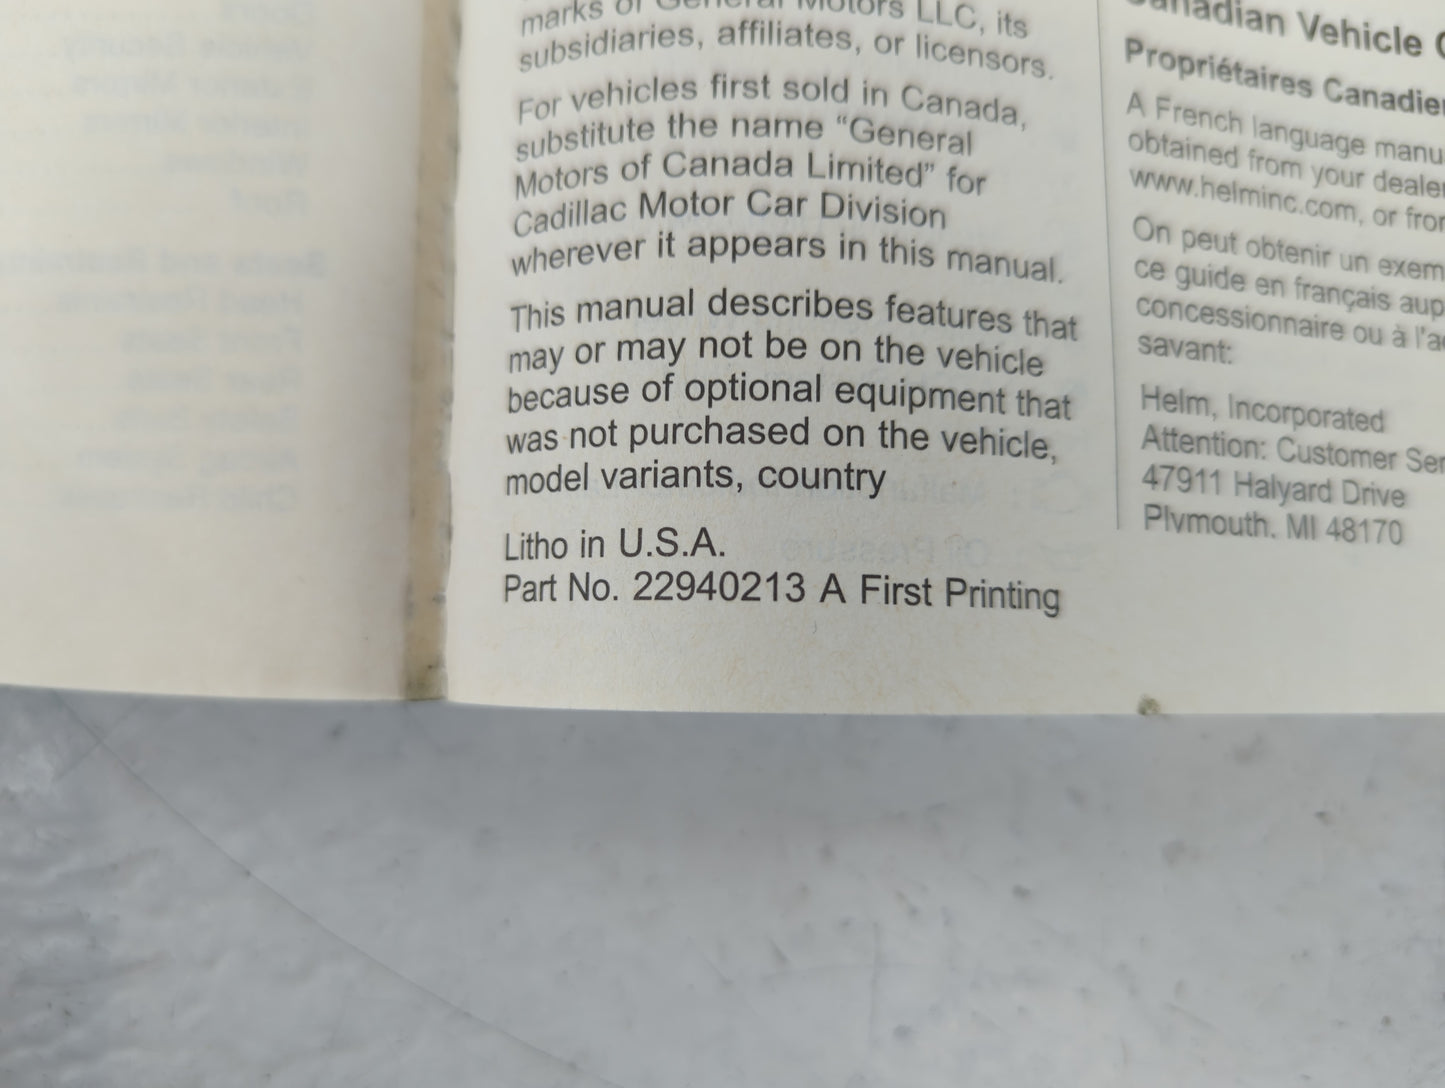 marks of General Motors LLC, its
subsidiaries, affiliates, or licensors.
For vehicles first sold in Canada,
substitute the name “General
Motors of Canada Limited” for
Cadillac Motor Car Division
wherever it appears in this manual.
This manual describes features that
may or may not be on the vehicle
because of optional equipment that
was not purchased on the vehicle,
model variants, country
Litho in U.S.A.
Part No. 22940213 A First Printing
Canadian Vehicle
Propriétaires Canadie
A French language manu
obtained from your dealer
www.helminc.com, or fro
On peut obtenir un exem
ce guide en français aup
concessionnaire ou à l'a
savant:
Helm, Incorporated
Attention: Customer Ser
47911 Halyard Drive
Plymouth, MI 48170